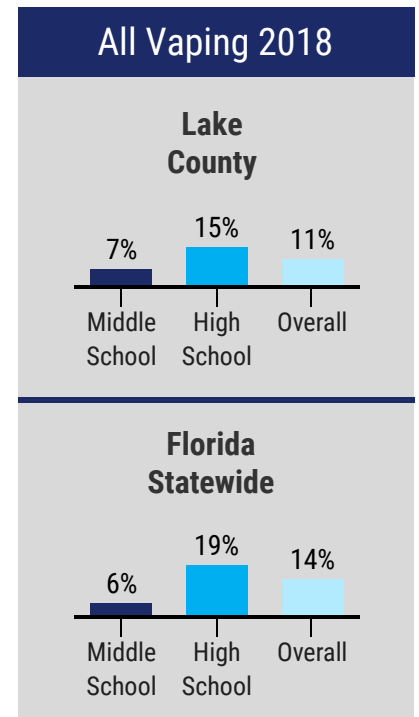 All Vaping 2018
Lake
County
7%
15%
11%
Middle
School
High
School
Overall
Florida
Statewide
6%
19%
14%
Middle
School
High
School
Overall